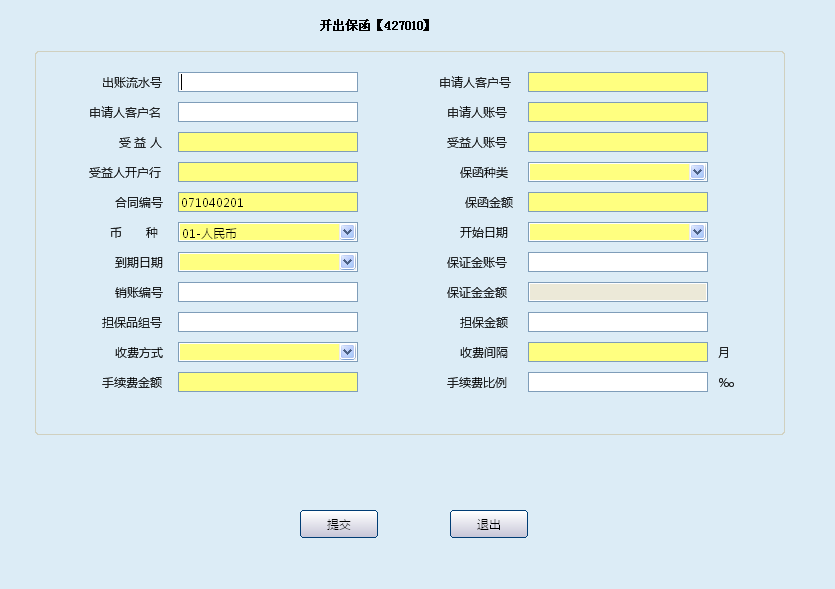 开出保函【427010】
出账流水号 申请人客户号
申请人客户名 申请人账号
受 益 人 受益人账号
受益人开户行 保函种类
合同编号 071040201 保函金额
币 种 01-人民币 开始日期
到期日期 保证金账号
销账编号 保证金金额
担保品组号 担保金额
收费方式 收费间隔 月
手续费金额 手续费比例 ‰
提交 退出